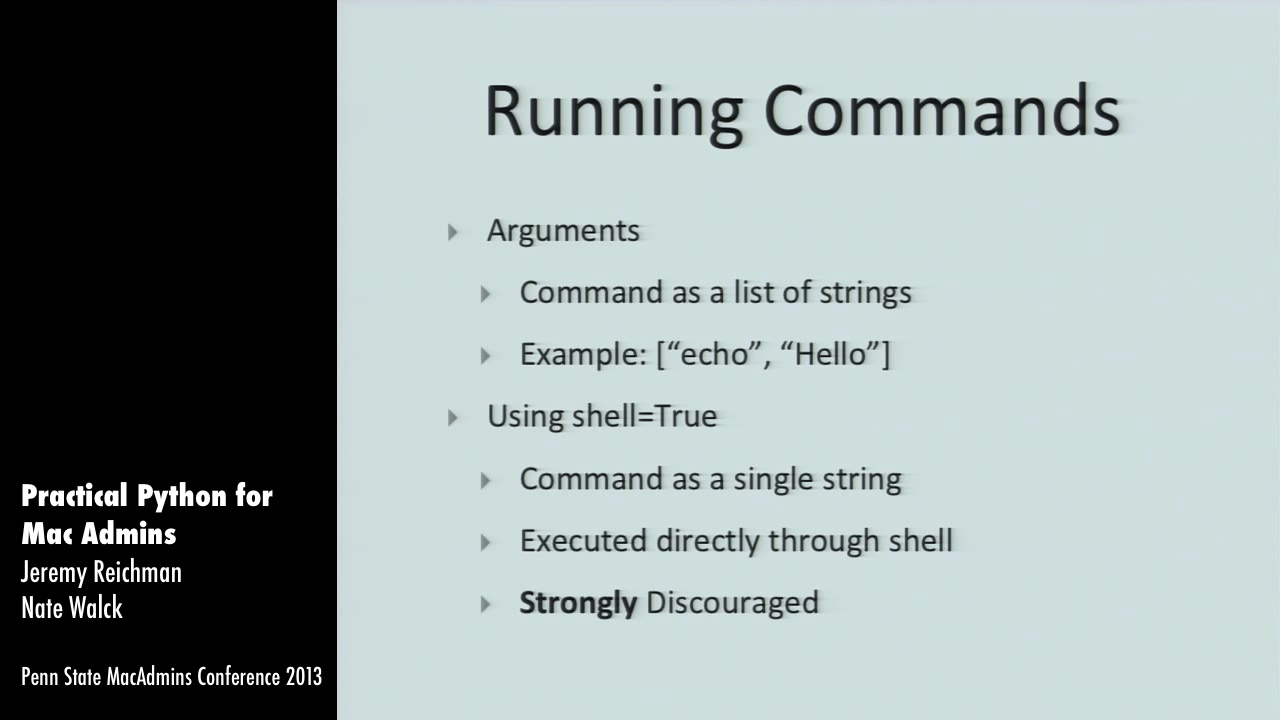 Running Commands
Arguments
Command as a list of strings
Example: [“echo”, “Hello”]
Using shell=True
Command as a single string
Executed directly through shell
Strongly Discouraged
Practical Python for
Mac Admins
Jeremy Reichman
Nate Walck
Penn State MacAdmins Conference 2013